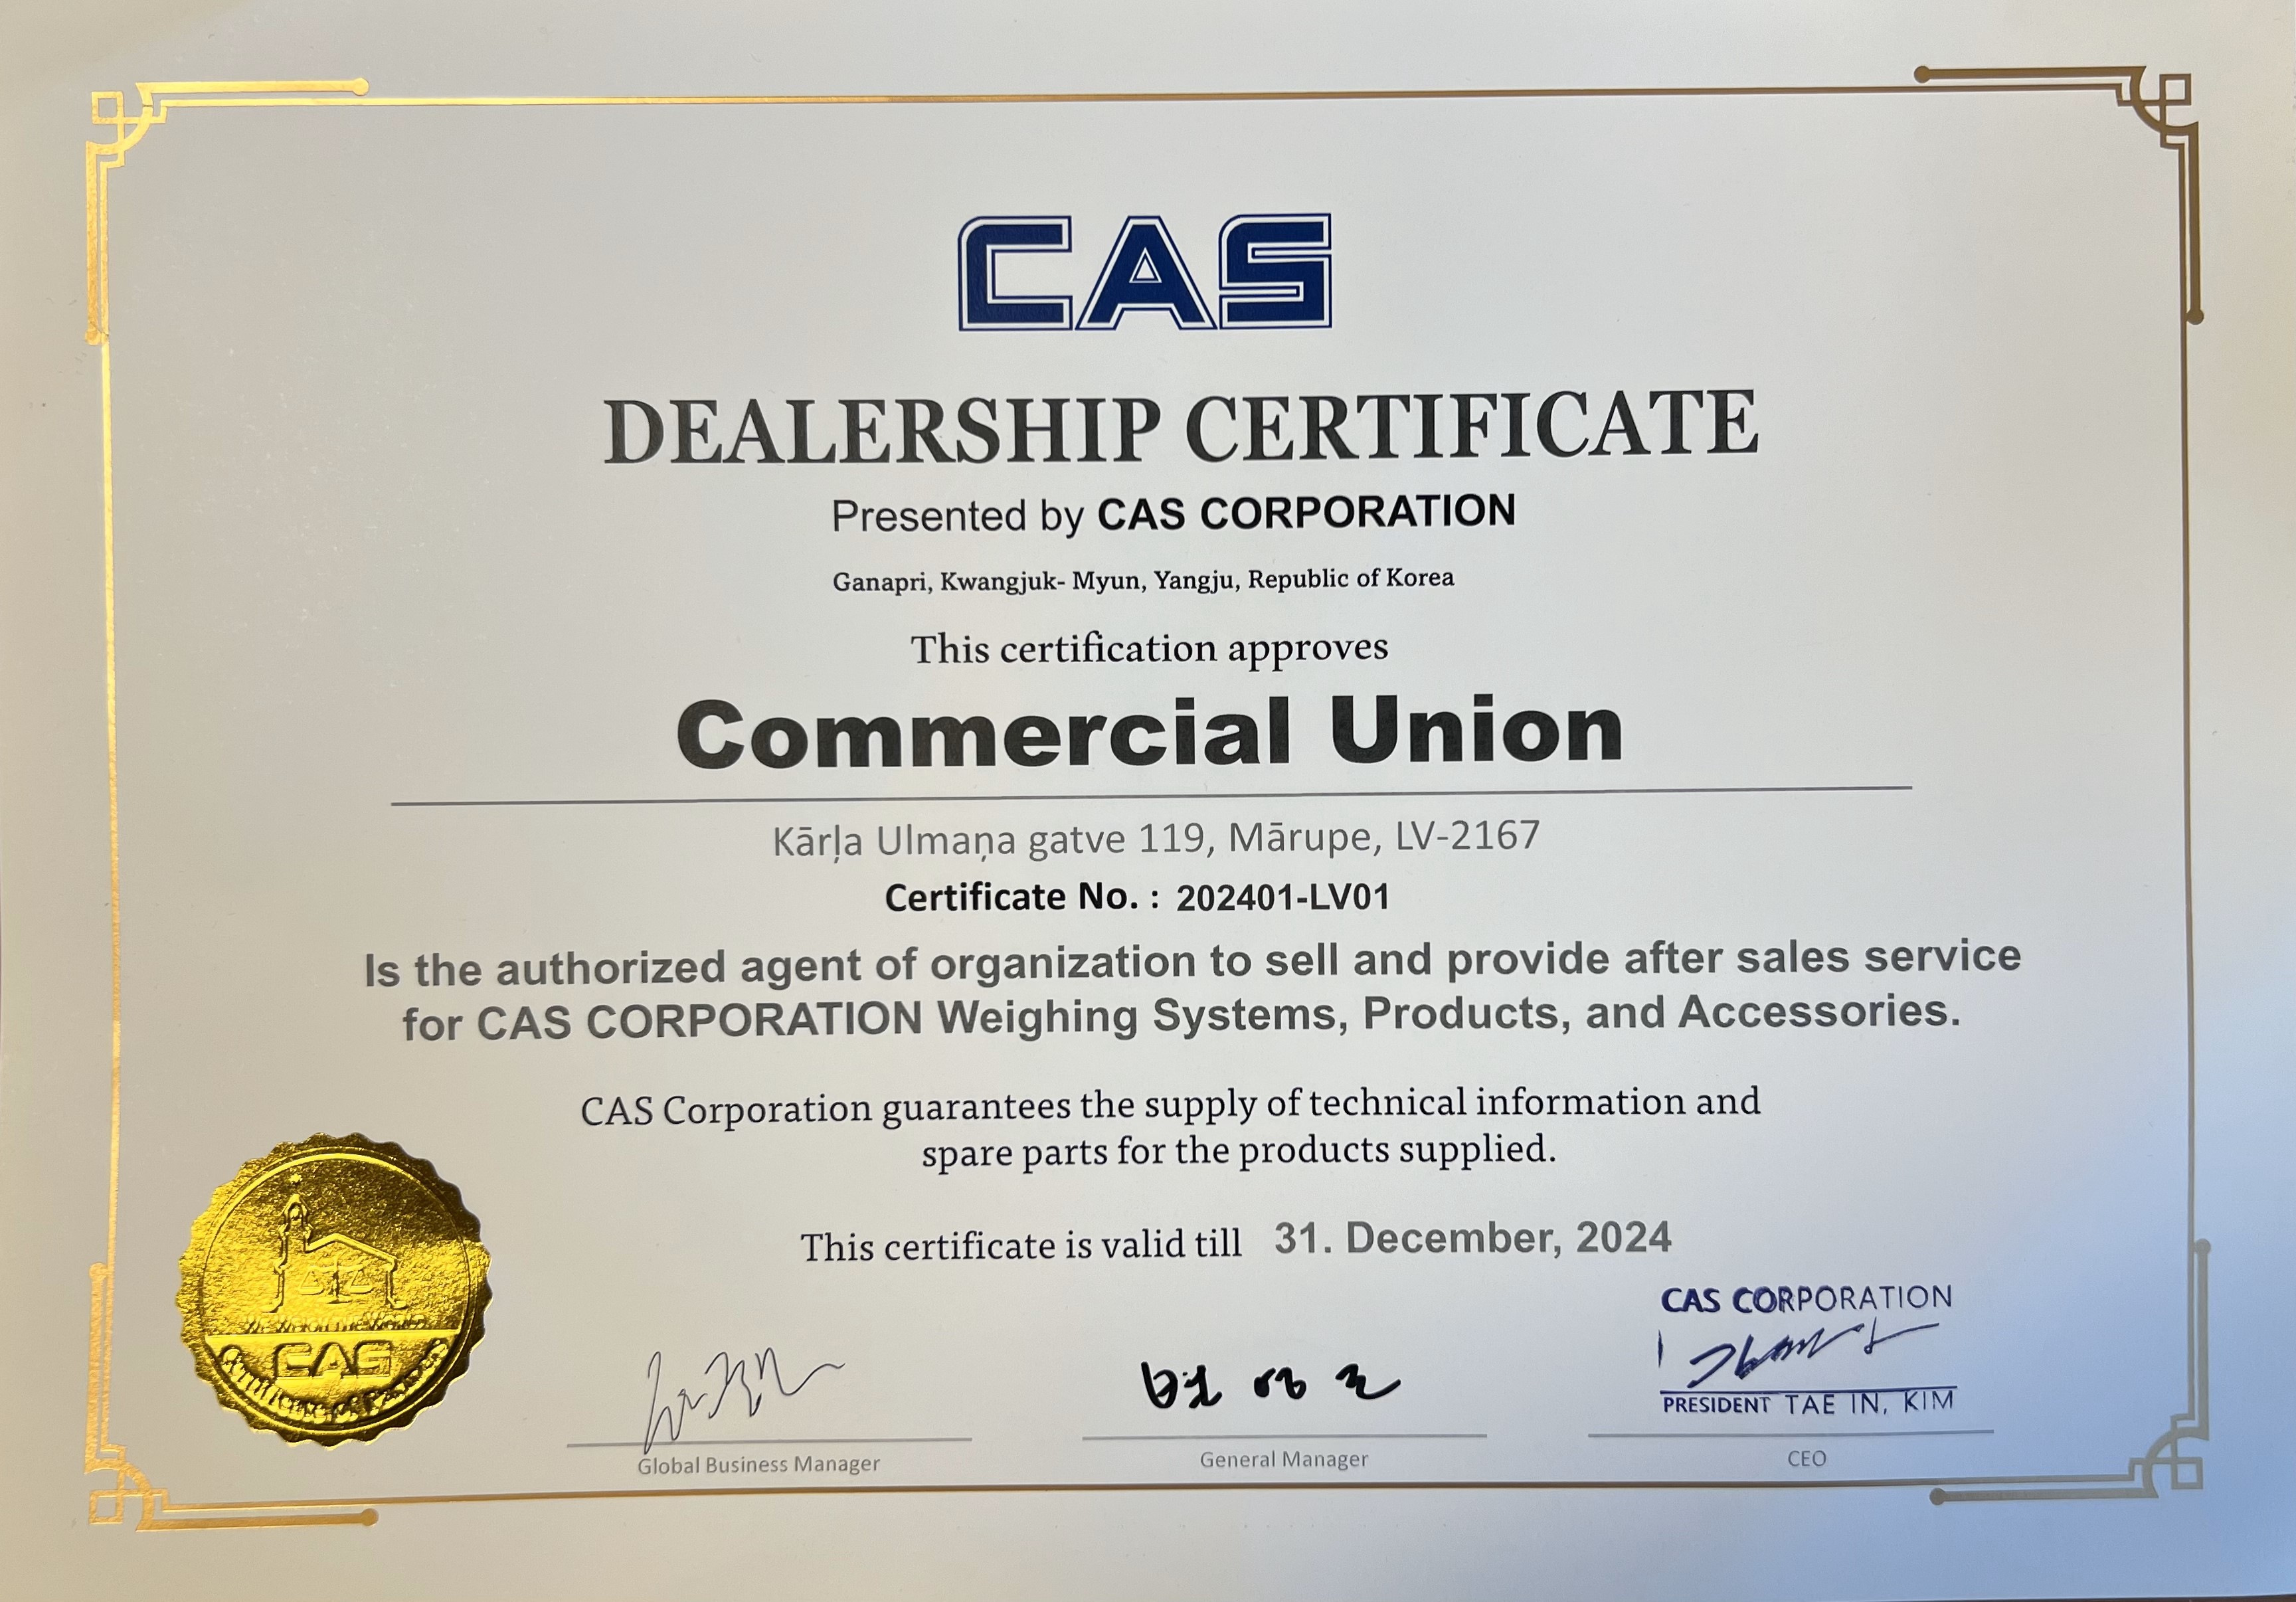 CAS
DEALERSHIP CERTIFICATE
Presented by CAS CORPORATION
Ganapri, Kwangjuk- Myun, Yangju, Republic of Korea
This certification approves
Commercial Union
Kārļa Ulmaņa gatve 119, Mārupe, LV-2167
Certificate No. : 202401-LV01
Is the authorized agent of organization to sell and provide after sales service
for CAS CORPORATION Weighing Systems, Products, and Accessories.
CAS Corporation guarantees the supply of technical information and
spare parts for the products supplied.
This certificate is valid till 31. December, 2024
CAS
CAS CORPORATION
PRESIDENT TAE IN, KIM
Global Business Manager
General Manager
CEO